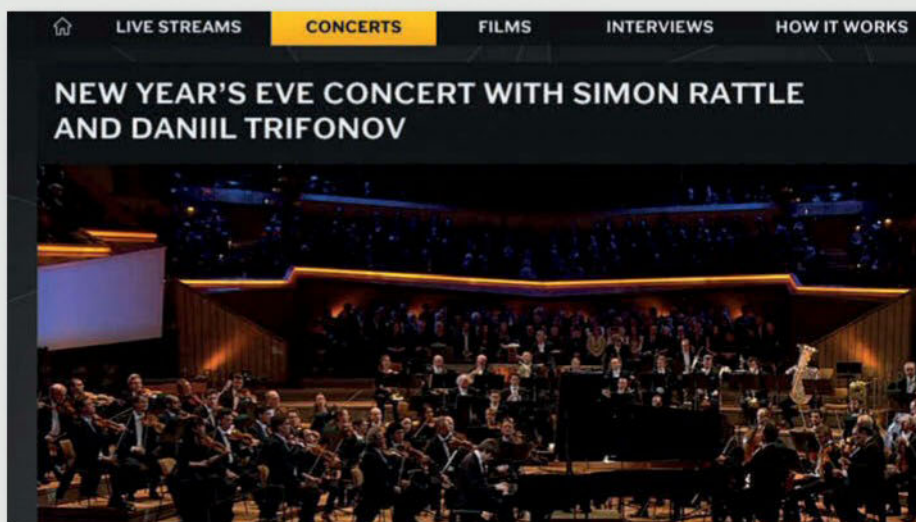 LIVE STREAMS CONCERTS FILMS INTERVIEWS HOW IT WORKS
NEW YEAR'S EVE CONCERT WITH SIMON RATTLE
AND DANIIL TRIFONOV